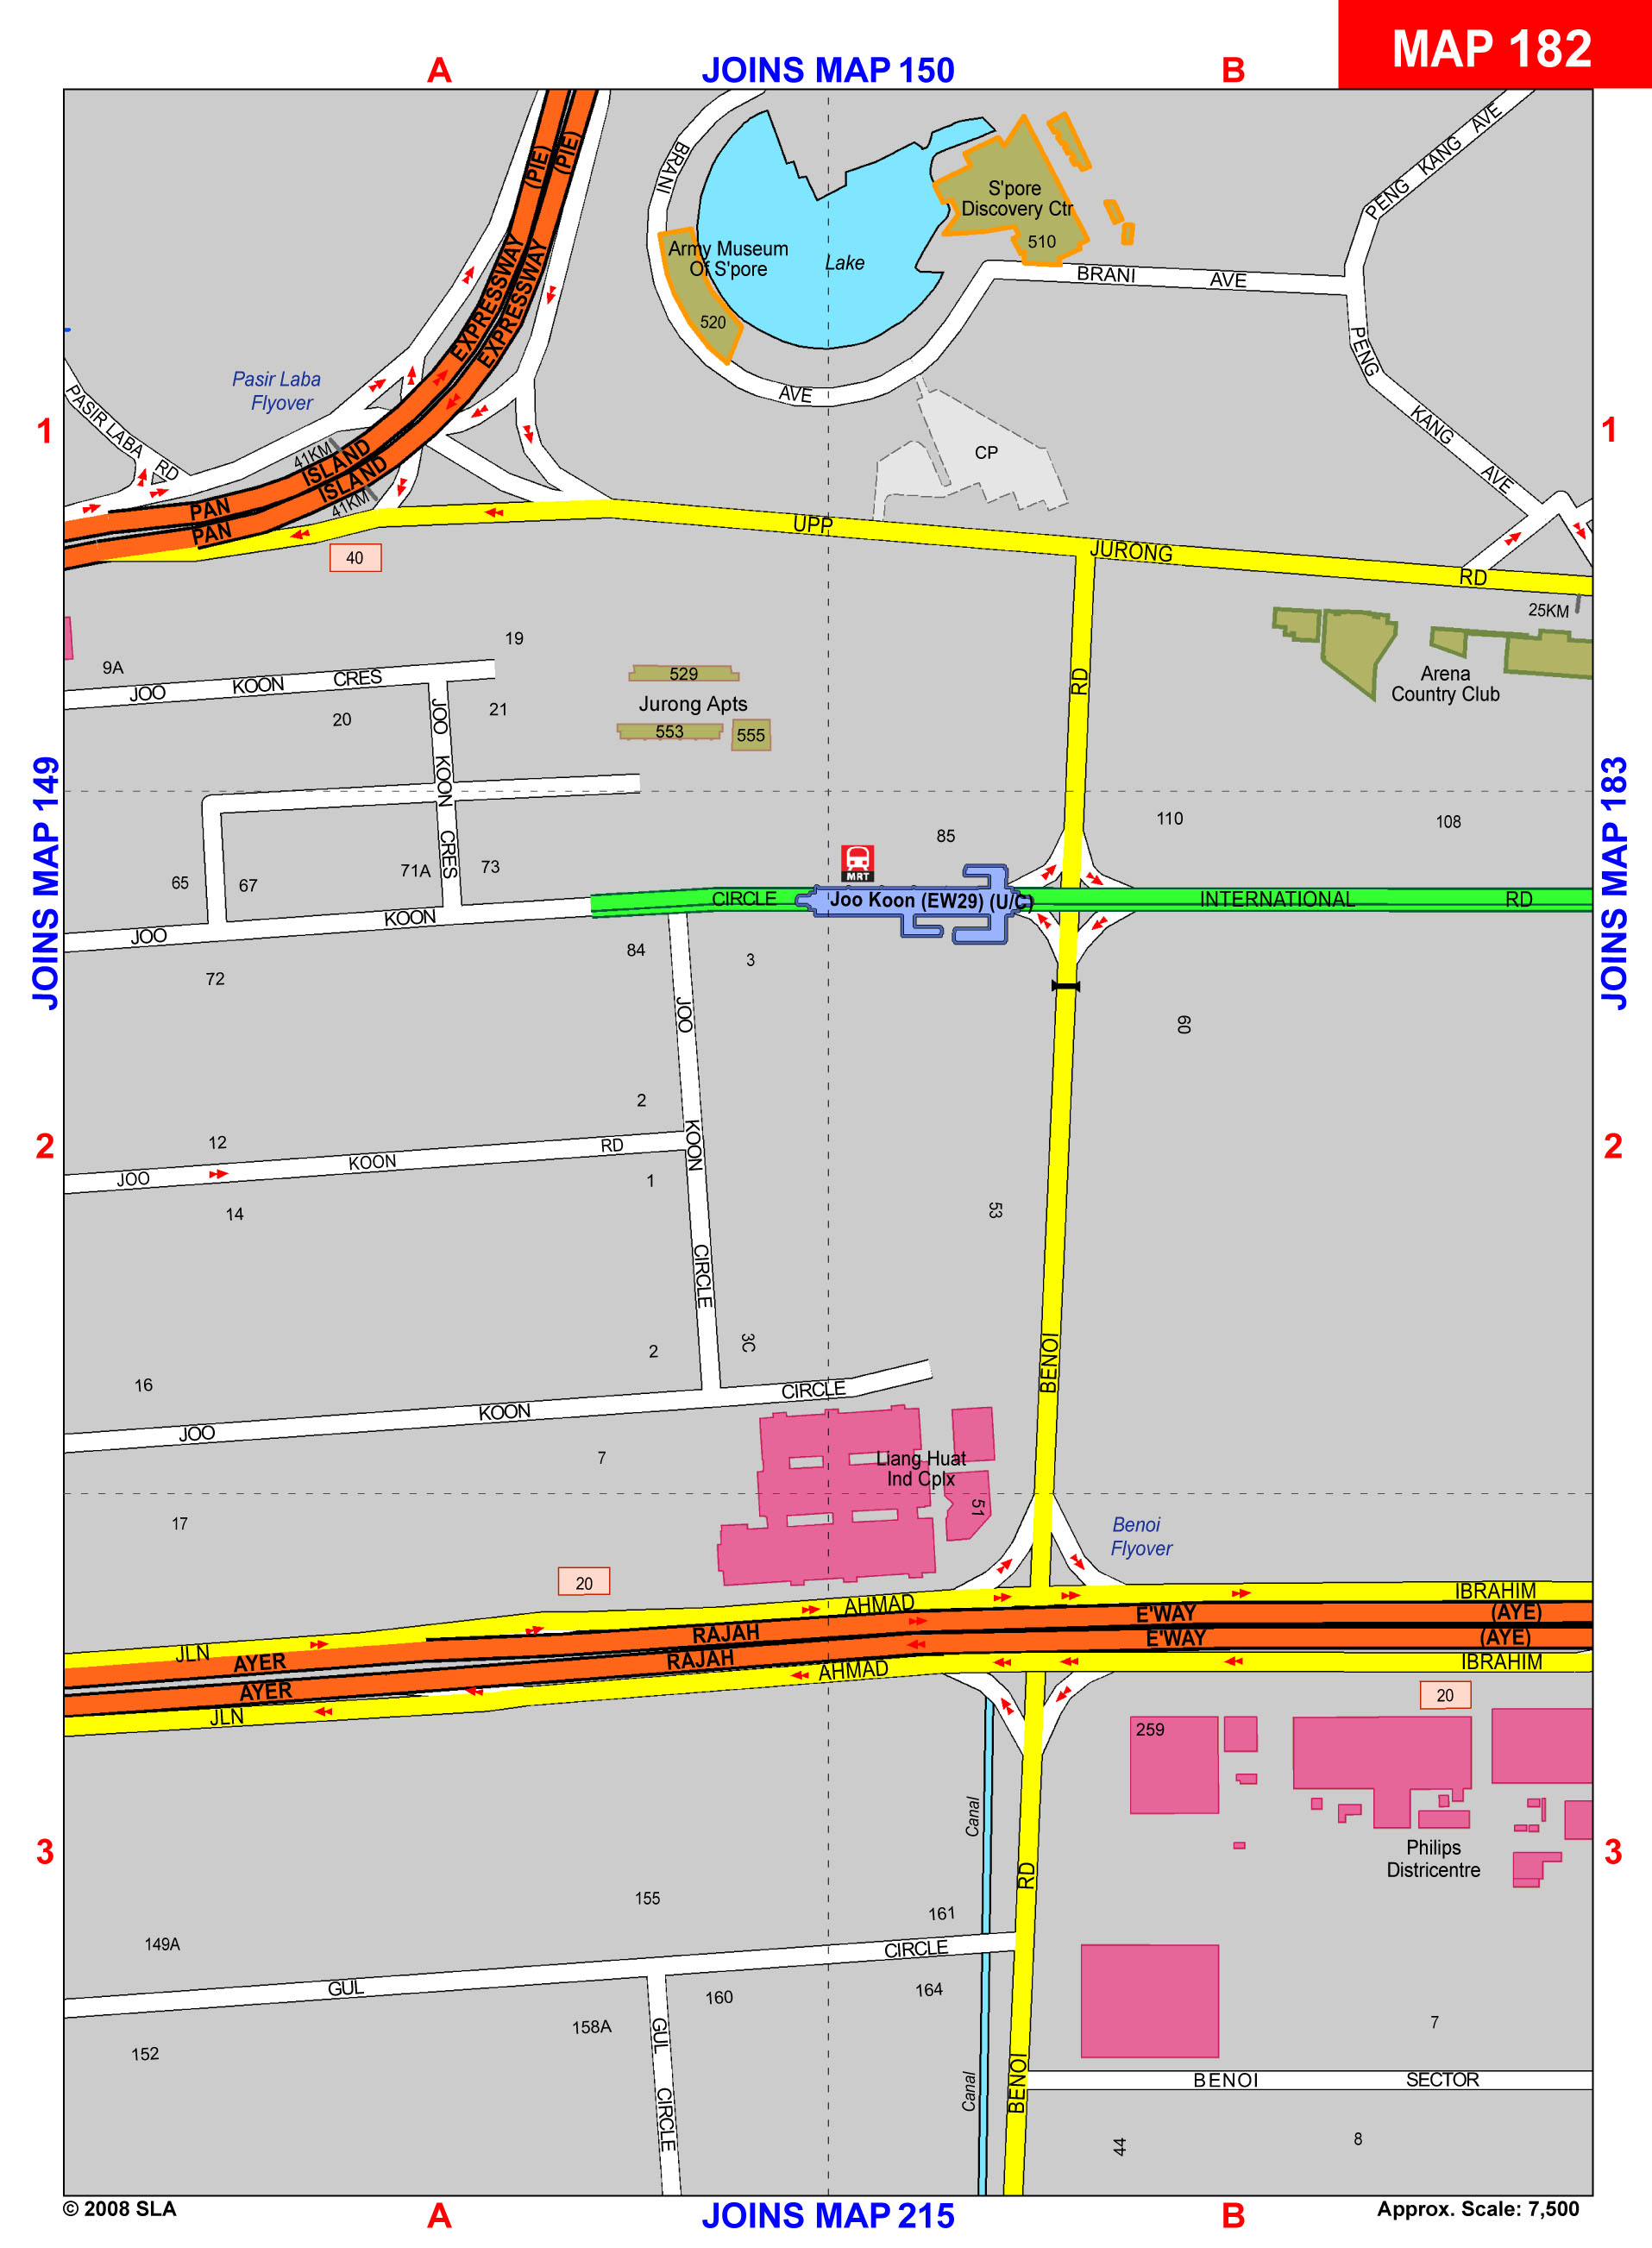 MAP 182
A
JOINS MAP 150
B
(PIE)
(PIE)
BRANI
PENG KANG AVE
S'pore
Discovery Ctr
510
Army Museum
Of S'pore
Lake
520
BRANI AVE
EXPRESSWAY
EXPRESSWAY
Pasir Laba
Flyover
PENG
AVE
1
1
PASIR LABA RD
41KM
ISLAND
ISLAND
41KM
CP
KANG
AVE
PAN
PAN
UPP
JURONG
RD
40
25KM
19
9A
JOO KOON CRES
529
RD
Arena
Country Club
20
JOO
21
Jurong Apts
553
555
JOINS MAP 149
JOINS MAP 183
KOON
110
108
85
CRES
65
67
71A
73
MRT
CIRCLE
Joo Koon (EW29) (U/C)
INTERNATIONAL RD
JOO
KOON
84
3
72
JOO
60
2
2
2
12
KOON
JOO
KOON
RD
1
14
53
CIRCLE
2
3C
BENOI
16
CIRCLE
JOO
KOON
7
Liang Huat
Ind Cplx
51
17
Benoi
Flyover
20
AHMAD
IBRAHIM
E'WAY
(AYE)
RAJAH
E'WAY
(AYE)
JLN
AYER
RAJAH
AHMAD
IBRAHIM
AYER
JLN
20
259
Canal
3
3
Philips
Districentre
RD
155
161
149A
CIRCLE
GUL
160
164
158A
GUL
7
152
BENOI
BENOI SECTOR
Canal
CIRCLE
44
8
© 2008 SLA
A
JOINS MAP 215
B
Approx. Scale: 7,500